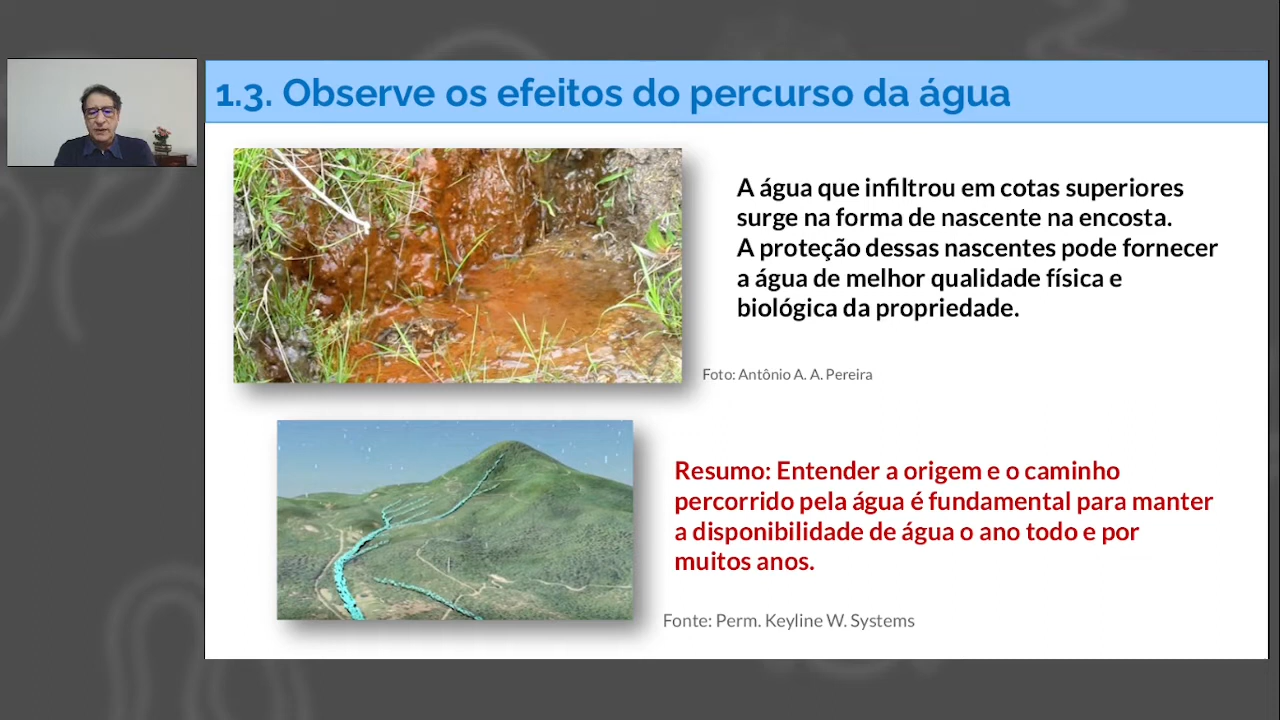 1.3. Observe os efeitos do percurso da água
A água que infiltrou em cotas superiores
surge na forma de nascente na encosta.
A proteção dessas nascentes pode fornecer
a água de melhor qualidade física e
biológica da propriedade.
Foto: Antônio A. A. Pereira
Resumo: Entender a origem e o caminho
percorrido pela água é fundamental para manter
a disponibilidade de água o ano todo e por
muitos anos.
Fonte: Perm. Keyline W. Systems